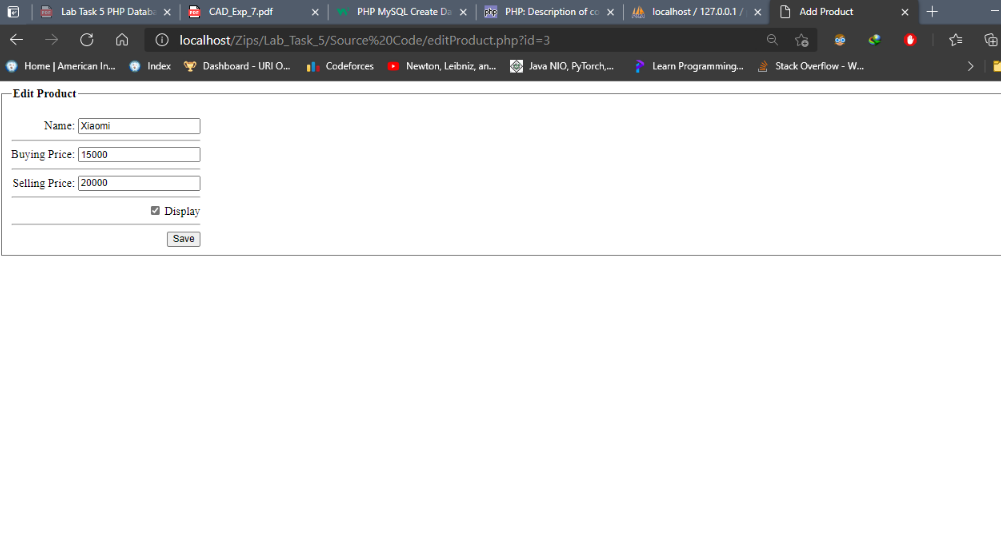 Lab Task 5 PHP Databa
CAD_Exp_7.pdf
PHP MySQL Create Da
PHP: Description of co
localhost / 127.0.0.1 /
Add Product
localhost/Zips/Lab_Task_5/Source%20Code/editProduct.php?id=3
Home | American In...
Index
Dashboard - URI O...
Codeforces
Newton, Leibniz, an...
Java NIO, PyTorch,...
Learn Programming...
Stack Overflow - W...
Edit Product
Name: Xiaomi
Buying Price: 15000
Selling Price: 20000
Display
Save